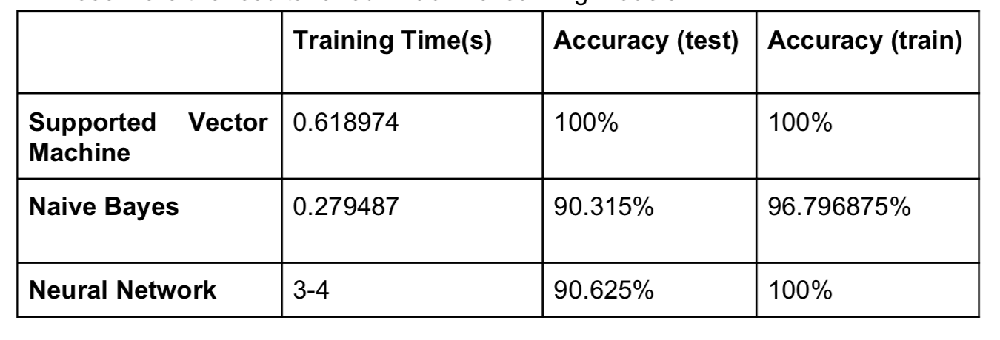 Training Time(s) Accuracy (test) Accuracy (train)
Supported Vector 0.618974 100% 100%
Machine
Naive Bayes 0.279487 90.315% 96.796875%
Neural Network 3-4 90.625% 100%